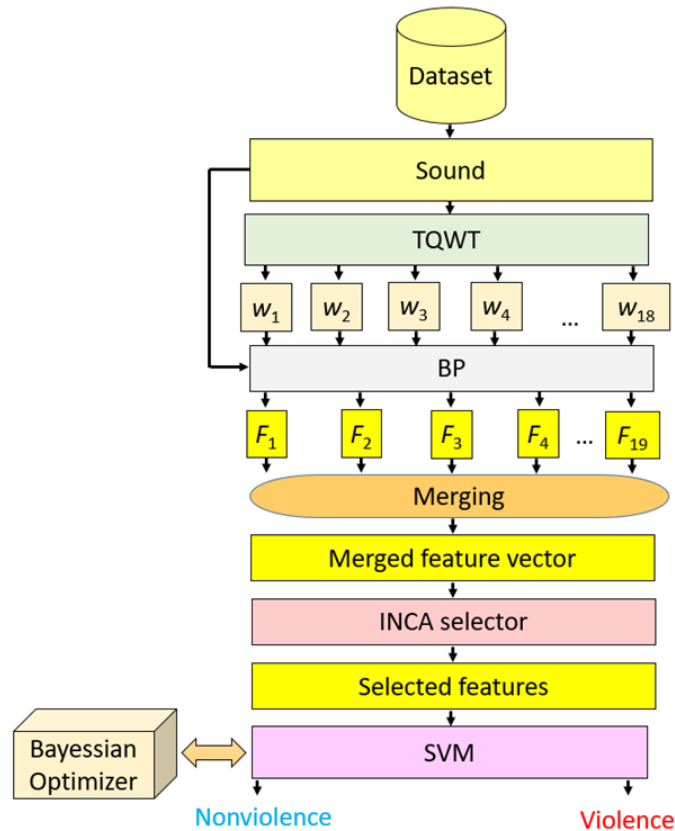 Dataset
Sound
TQWT
w1 w2 w3 w4 ... w18
BP
F1 F2 F3 F4 ... F19
Merging
Merged feature vector
INCA selector
Selected features
Bayessian
Optimizer
SVM
Nonviolence Violence